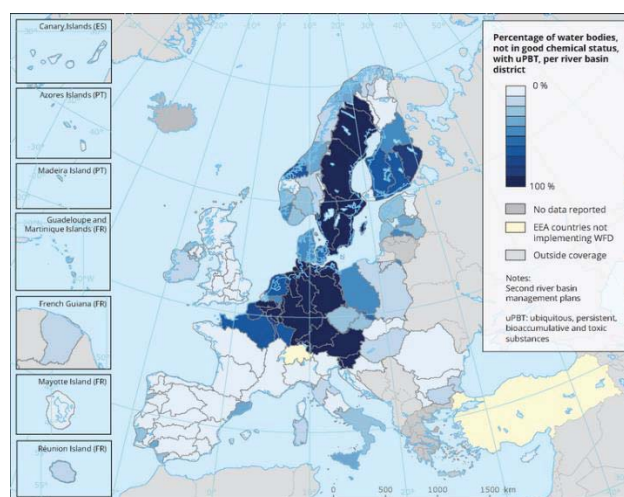 Canary Islands (ES)
Azores Islands (PT)
Madeira Island (PT)
Guadeloupe and
Martinique Islands (FR)
French Guiana (FR)
Mayotte Island (FR)
Réunion Island (FR)
Percentage of water bodies,
not in good chemical status,
with uPBT, per river basin
district
0 %
100 %
No data reported
EEA countries not
implementing WFD
Outside coverage
Notes:
Second river basin
management plans
uPBT: ubiquitous, persistent,
bioaccumulative and toxic
substances
0 500 1000 1500 km